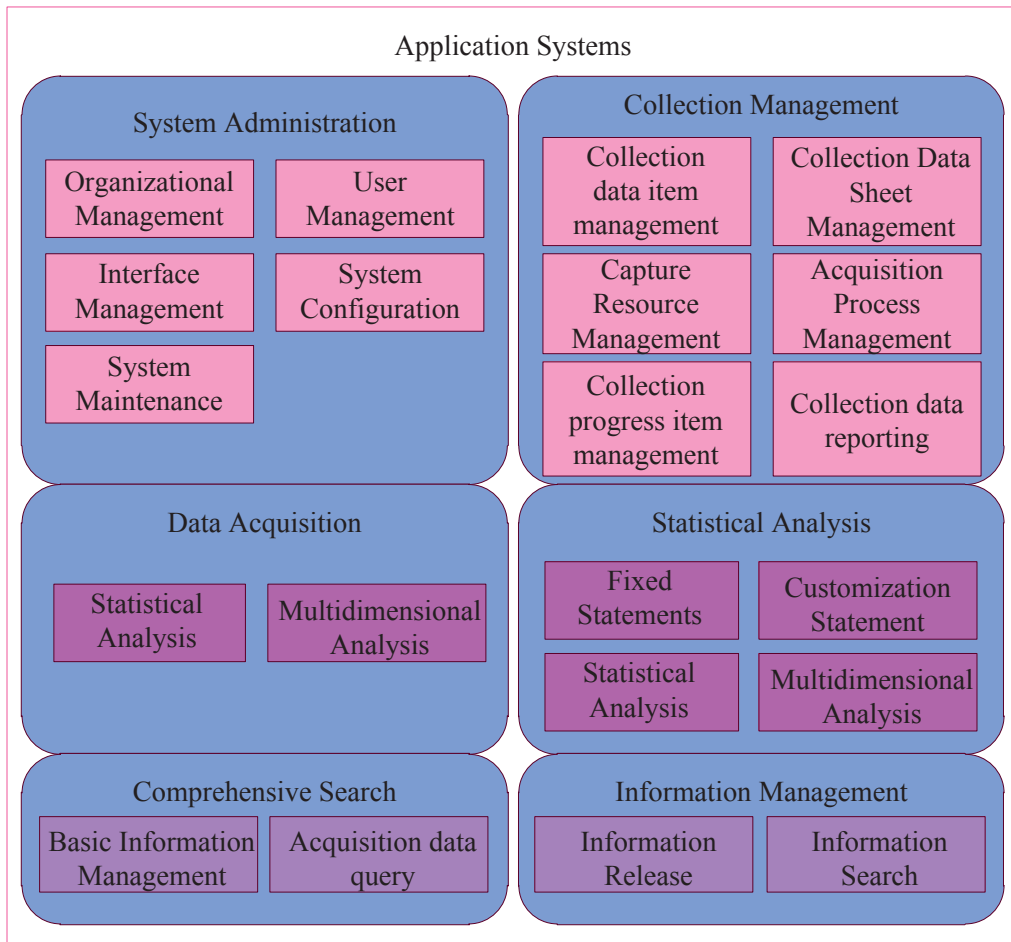 Application Systems
System Administration
Organizational
Management
User
Management
Interface
Management
System
Configuration
System
Maintenance
Collection Management
Collection
data item
management
Collection Data
Sheet
Management
Capture
Resource
Management
Acquisition
Process
Management
Collection
progress item
management
Collection data
reporting
Data Acquisition
Statistical
Analysis
Multidimensional
Analysis
Statistical Analysis
Fixed
Statements
Customization
Statement
Statistical
Analysis
Multidimensional
Analysis
Comprehensive Search
Basic Information
Management
Acquisition data
query
Information Management
Information
Release
Information
Search